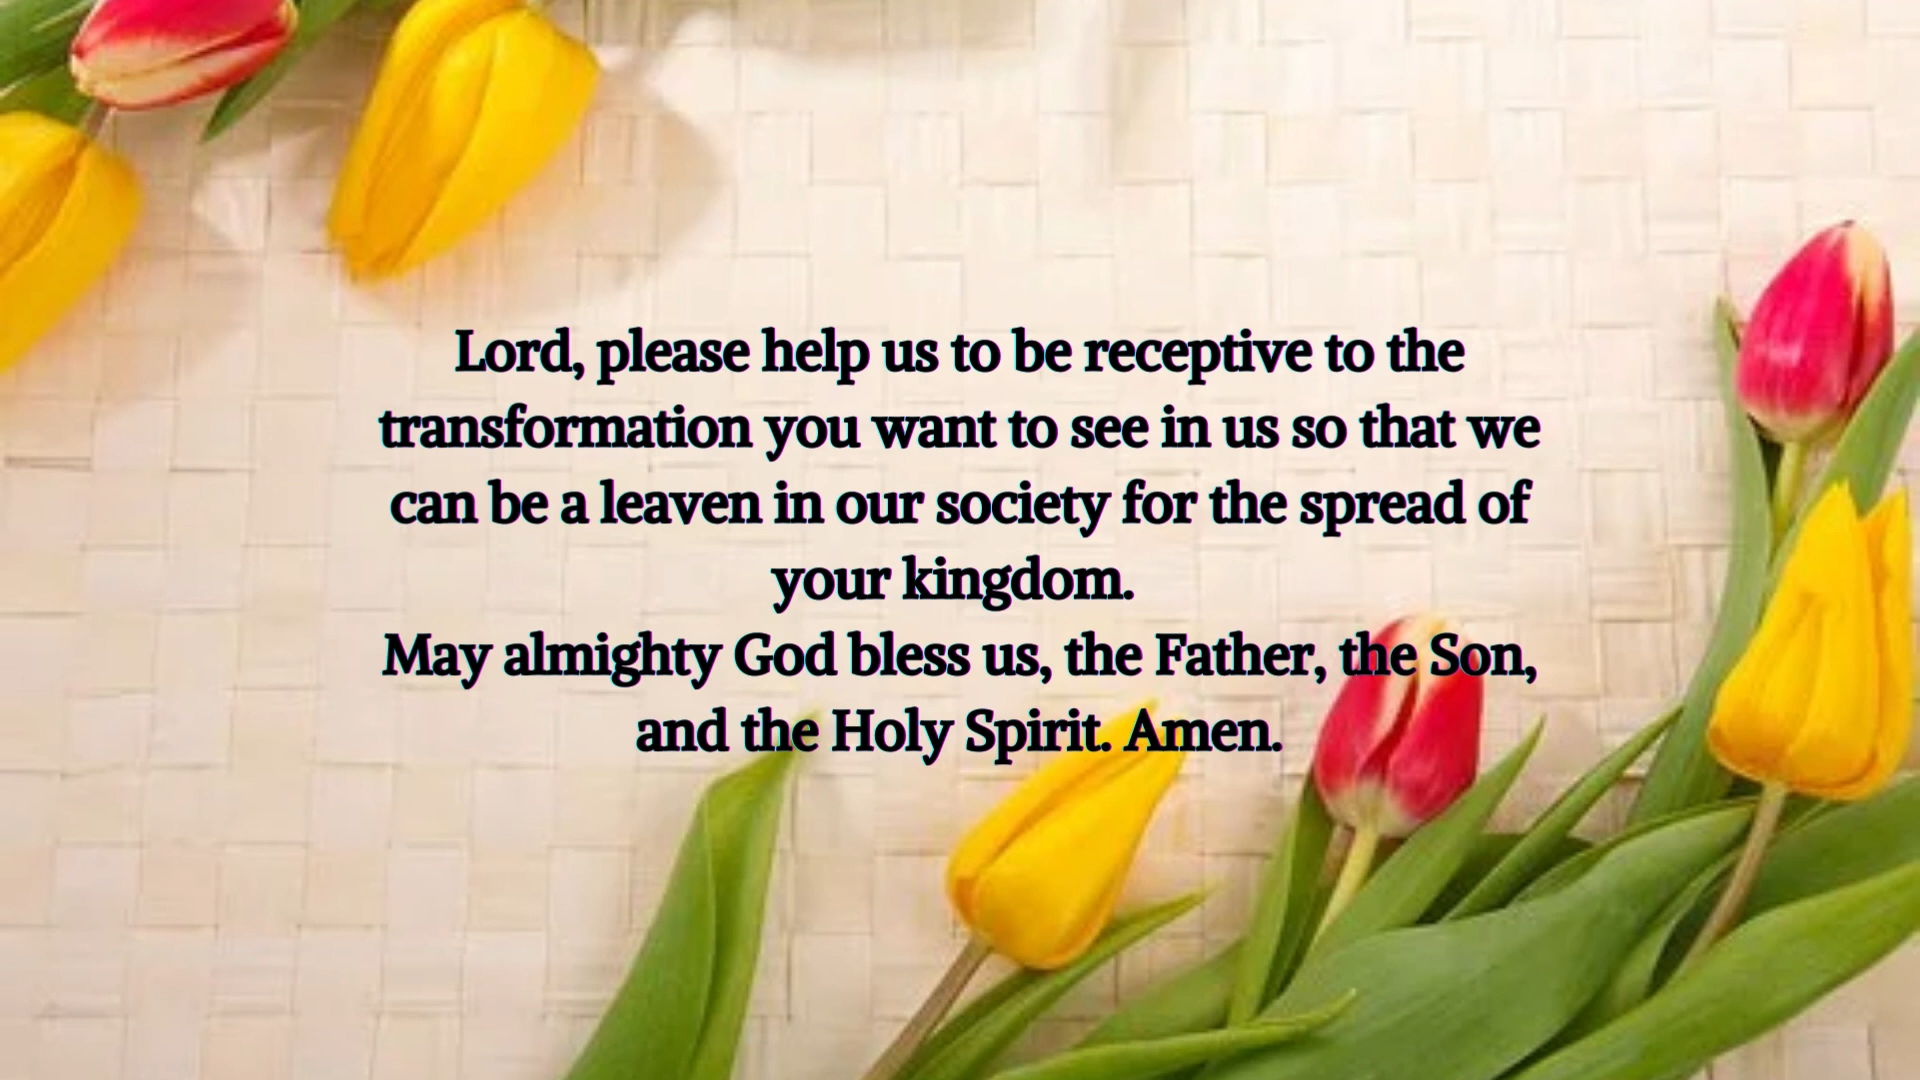 Lord, please help us to be receptive to the
transformation you want to see in us so that we
can be a leaven in our society for the spread of
your kingdom.
May almighty God bless us, the Father, the Son,
and the Holy Spirit. Amen.